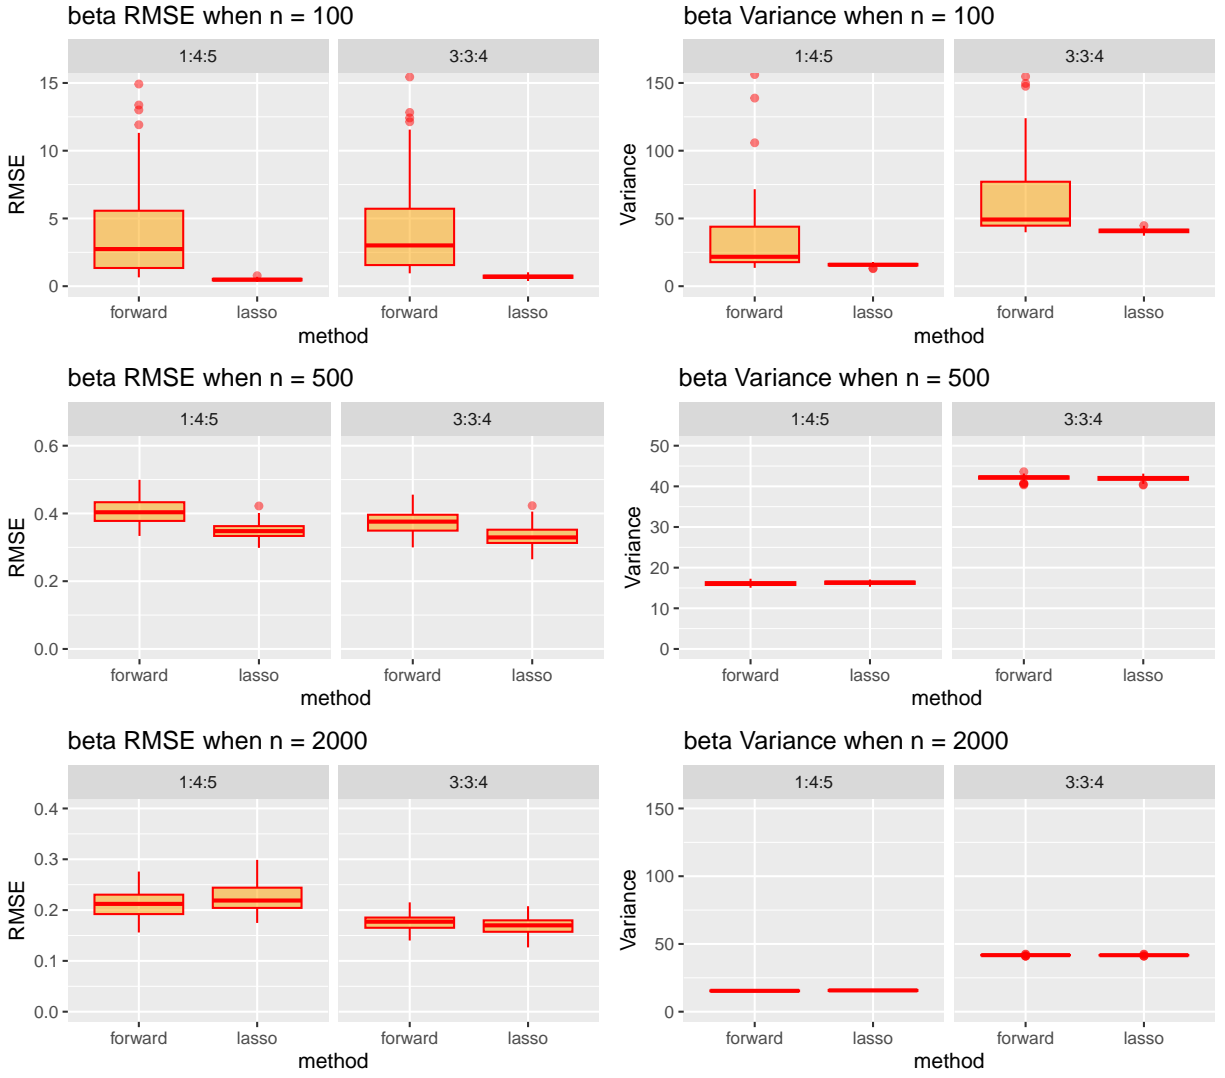 beta RMSE when n = 100
1:4:5
3:3:4
RMSE
15
10
5
0
forward
lasso
forward
lasso
method
beta Variance when n = 100
1:4:5
3:3:4
Variance
150
100
50
0
forward
lasso
forward
lasso
method
beta RMSE when n = 500
1:4:5
3:3:4
RMSE
0.6
0.4
0.2
0.0
forward
lasso
forward
lasso
method
beta Variance when n = 500
1:4:5
3:3:4
Variance
50
40
30
20
10
0
forward
lasso
forward
lasso
method
beta RMSE when n = 2000
1:4:5
3:3:4
RMSE
0.4
0.3
0.2
0.1
0.0
forward
lasso
forward
lasso
method
beta Variance when n = 2000
1:4:5
3:3:4
Variance
150
100
50
0
forward
lasso
forward
lasso
method